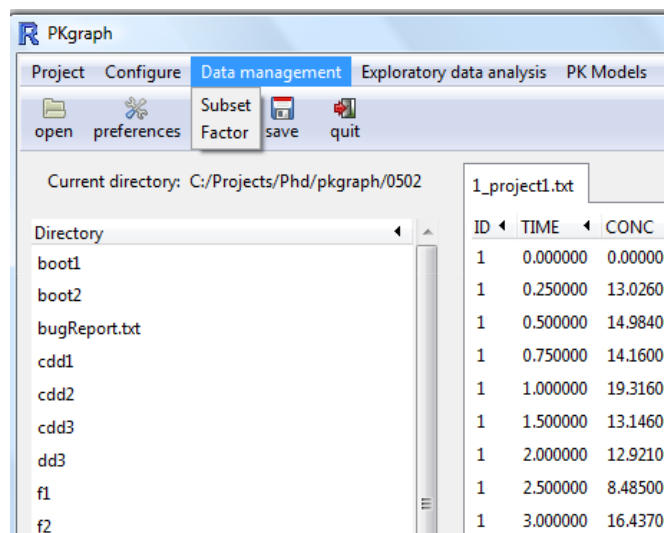 PKgraph
Project Configure Data management Exploratory data analysis PK Models
Subset
Factor
open preferences save quit
Current directory: C:/Projects/Phd/pkgraph/0502
1_project1.txt
Directory
boot1
boot2
bugReport.txt
cdd1
cdd2
cdd3
dd3
f1
f2
ID TIME CONC
1 0.000000 0.00000
1 0.250000 13.0260
1 0.500000 14.9840
1 0.750000 14.1600
1 1.000000 19.3160
1 1.500000 13.1460
1 2.000000 12.9210
1 2.500000 8.48500
1 3.000000 16.4370